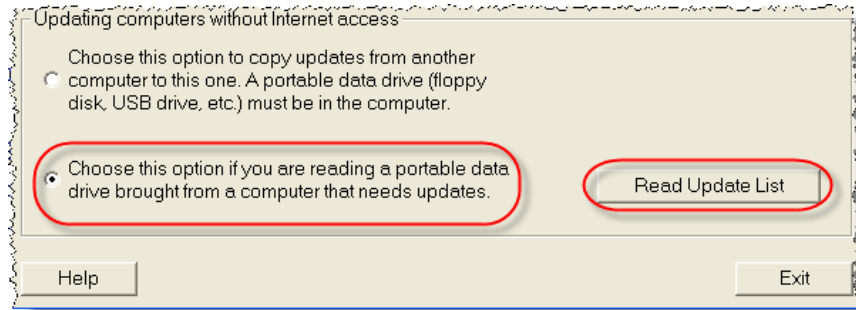 Updating computers without Internet access
Choose this option to copy updates from another
computer to this one. A portable data drive (floppy
disk, USB drive, etc.) must be in the computer.
Choose this option if you are reading a portable data
drive brought from a computer that needs updates.
Read Update List
Help
Exit